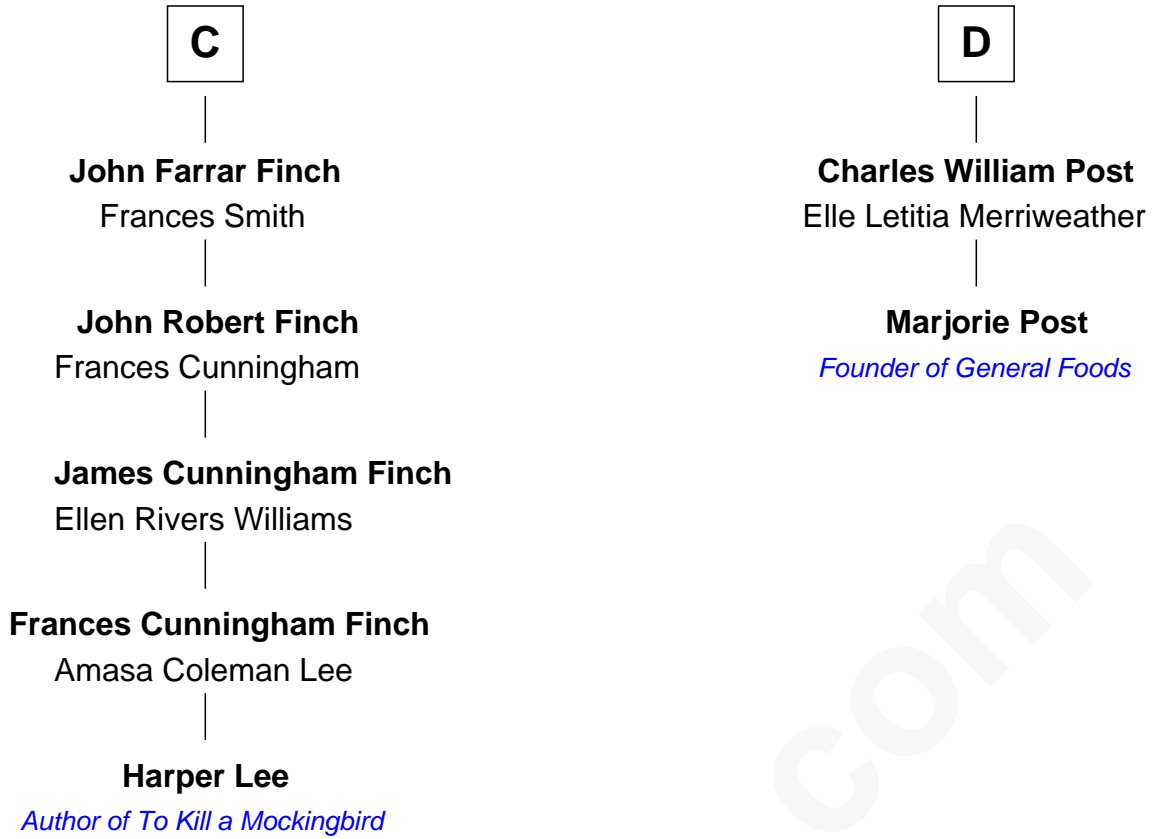 C
John Farrar Finch
Frances Smith
John Robert Finch
Frances Cunningham
James Cunningham Finch
Ellen Rivers Williams
Frances Cunningham Finch
Amasa Coleman Lee
Harper Lee
Author of To Kill a Mockingbird
D
Charles William Post
Elle Letitia Merriweather
Marjorie Post
Founder of General Foods
com